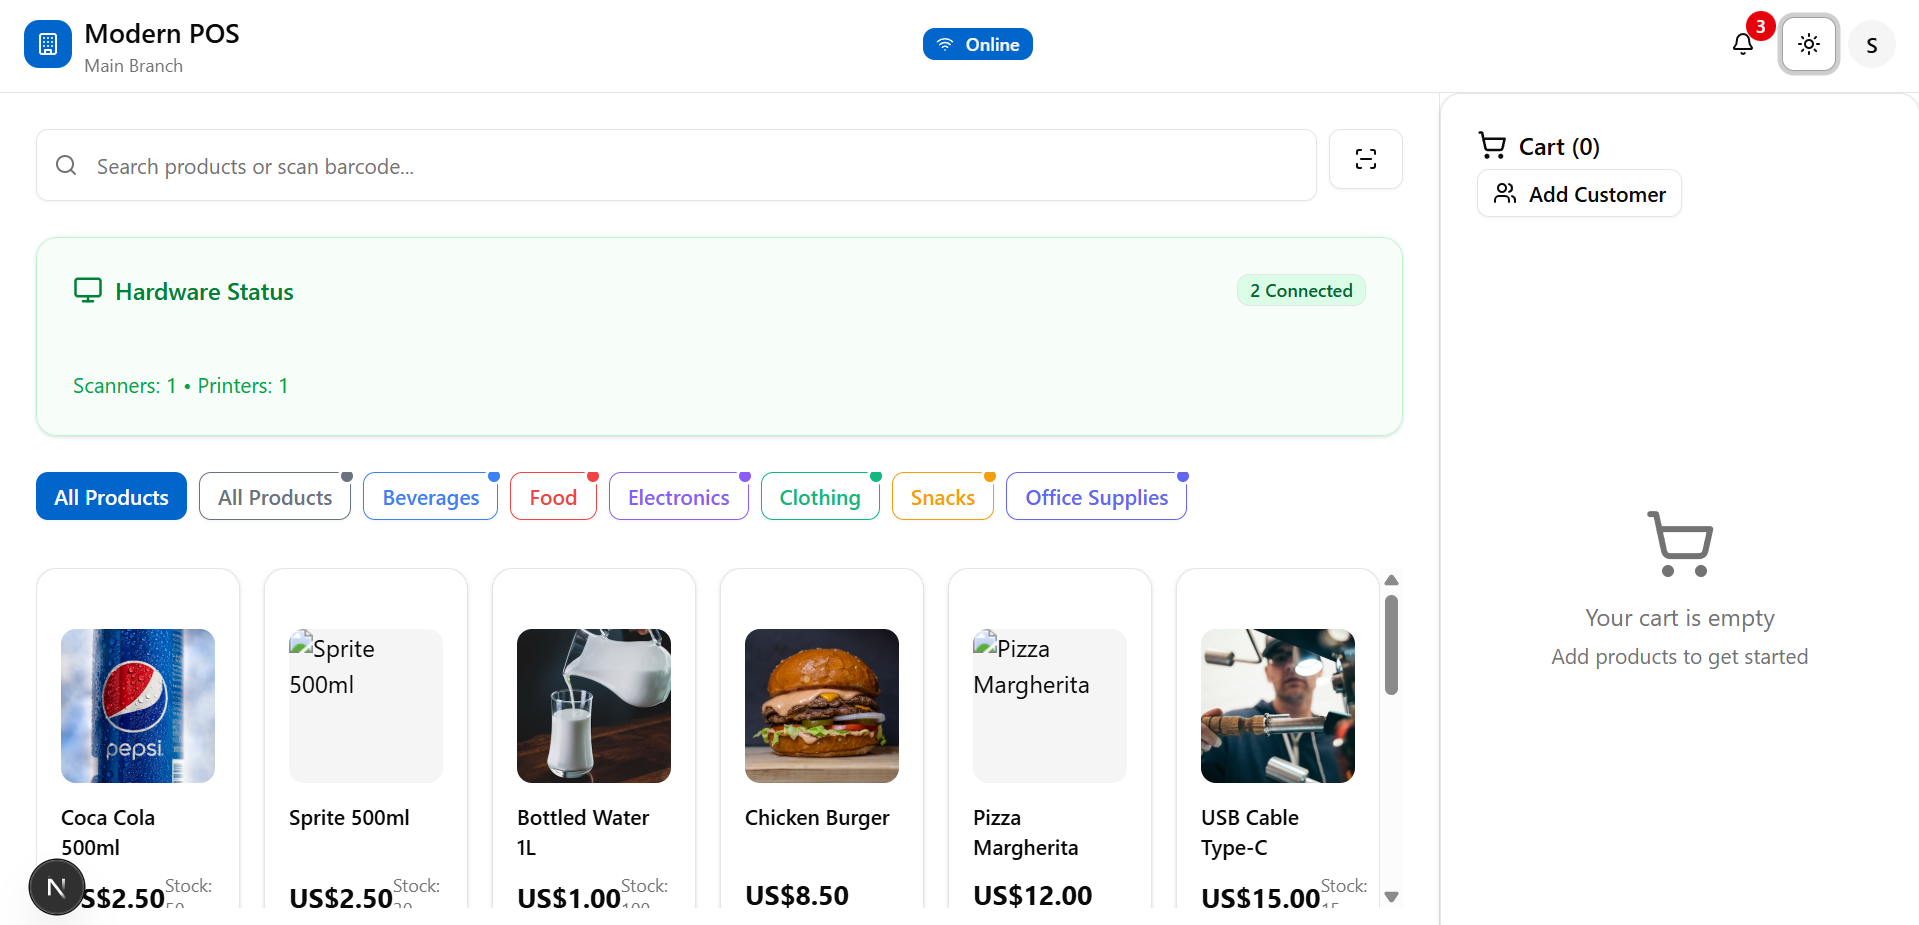 Modern POS
Main Branch
Online
3
S
Search products or scan barcode...
Cart (0)
Add Customer
Hardware Status
2 Connected
Scanners: 1 • Printers: 1
All Products
All Products
Beverages
Food
Electronics
Clothing
Snacks
Office Supplies
Your cart is empty
Add products to get started
pepsi
Sprite
500ml
Pizza
Margherita
Coca Cola
500ml
Sprite 500ml
Bottled Water
1L
Chicken Burger
Pizza
Margherita
USB Cable
Type-C
N
S$2.50
Stock:
US$2.50
Stock:
US$1.00
Stock:
US$8.50
US$12.00
US$15.00
Stock: